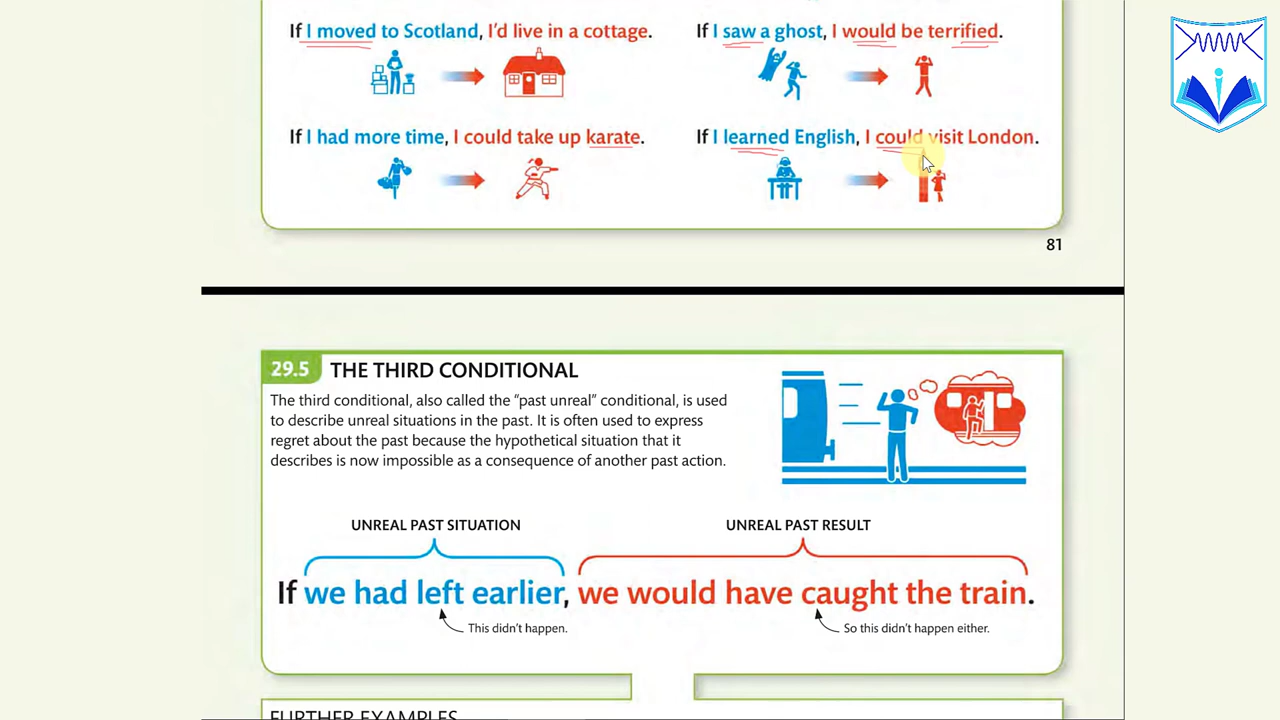 If I moved to Scotland, I'd live in a cottage.
If I saw a ghost, I would be terrified.
If I had more time, I could take up karate.
If I learned English, I could visit London.
81
29.5 THE THIRD CONDITIONAL
The third conditional, also called the "past unreal" conditional, is used
to describe unreal situations in the past. It is often used to express
regret about the past because the hypothetical situation that it
describes is now impossible as a consequence of another past action.
UNREAL PAST SITUATION
UNREAL PAST RESULT
If we had left earlier, we would have caught the train.
This didn't happen.
So this didn't happen either.
FURTHER EXAMPLES